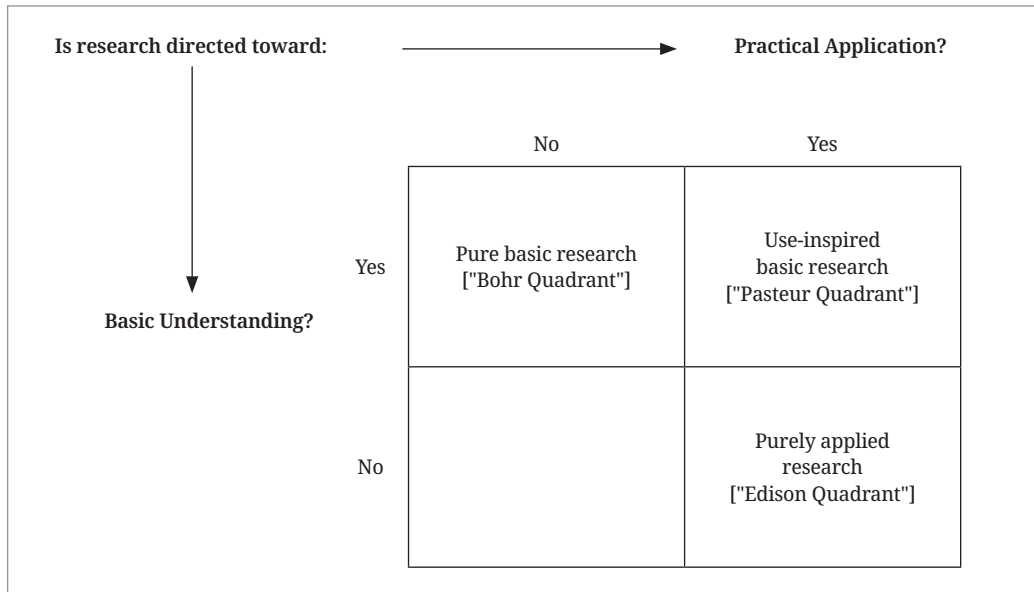 Is research directed toward:
Practical Application?
No
Yes
Yes
Pure basic research
["Bohr Quadrant"]
Use-inspired
basic research
["Pasteur Quadrant"]
Basic Understanding?
No
Purely applied
research
["Edison Quadrant"]